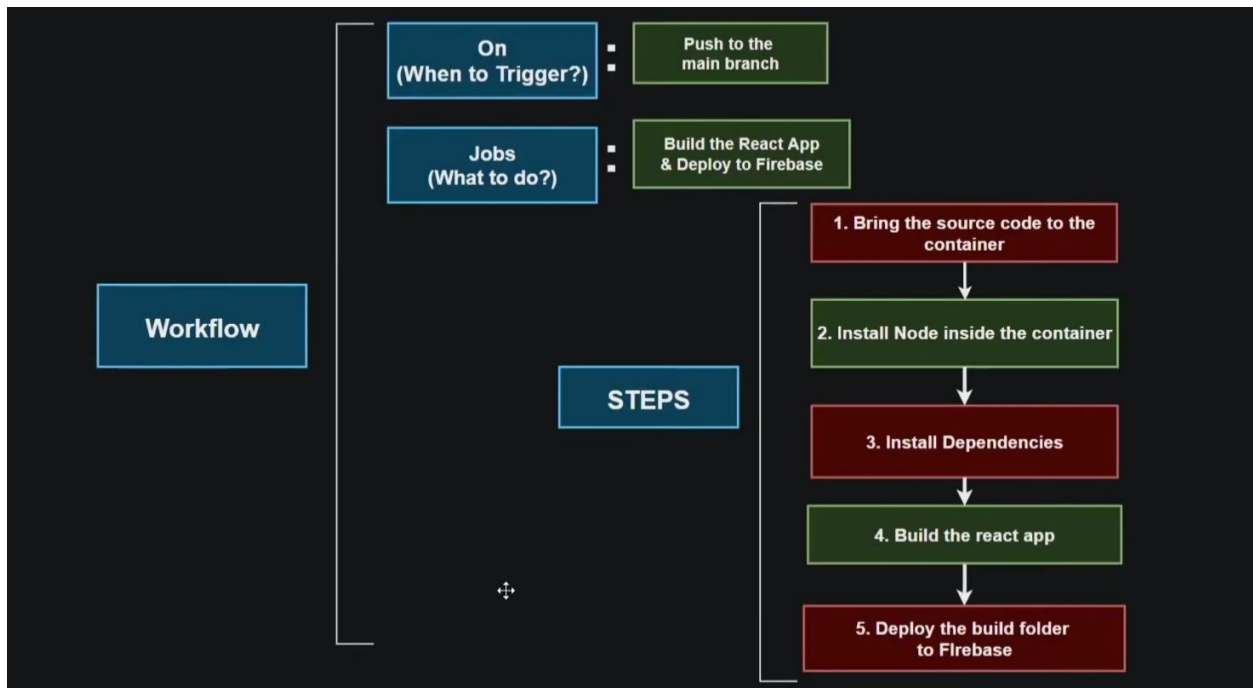 On
(When to Trigger?)
:
Push to the
main branch
Jobs
(What to do?)
:
Build the React App
& Deploy to Firebase
Workflow
STEPS
1. Bring the source code to the
container
2. Install Node inside the container
3. Install Dependencies
4. Build the react app
5. Deploy the build folder
to FIrebase